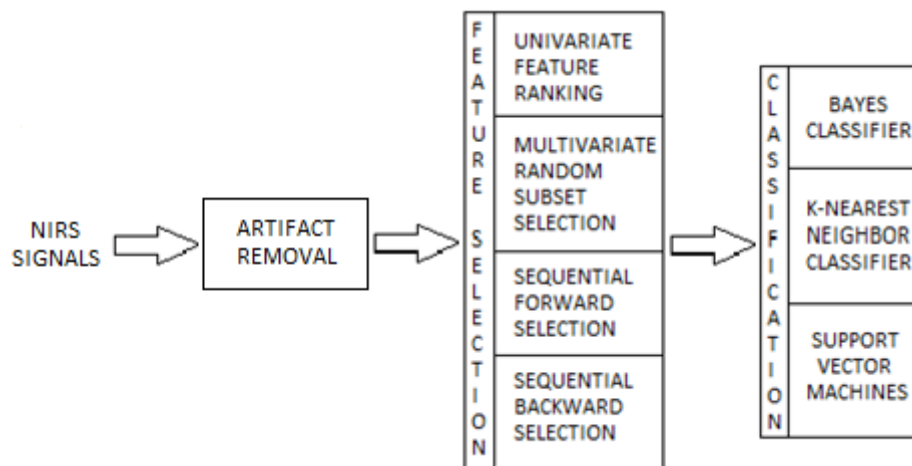 NIRS
SIGNALS
ARTIFACT
REMOVAL
FEATURE SELECTION
UNIVARIATE
FEATURE
RANKING
MULTIVARIATE
RANDOM
SUBSET
SELECTION
SEQUENTIAL
FORWARD
SELECTION
SEQUENTIAL
BACKWARD
SELECTION
CLASSIFICATION
BAYES
CLASSIFIER
K-NEAREST
NEIGHBOR
CLASSIFIER
SUPPORT
VECTOR
MACHINES